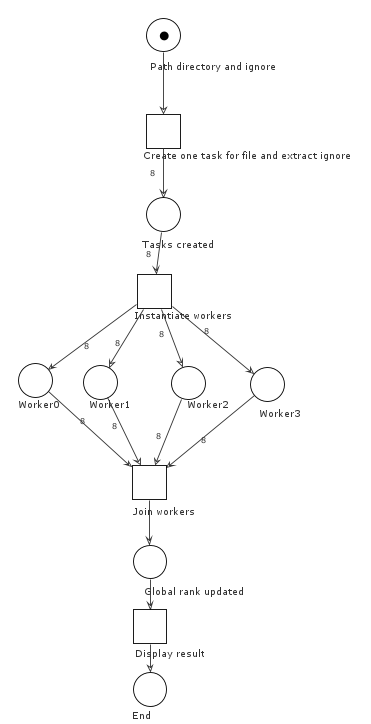 Path directory and ignore
Create one task for file and extract ignore
8
Tasks created
8
Instantiate workers
8
8
8
8
Worker0
Worker1
Worker2
Worker3
8
8
8
8
Join workers
Global rank updated
Display result
End